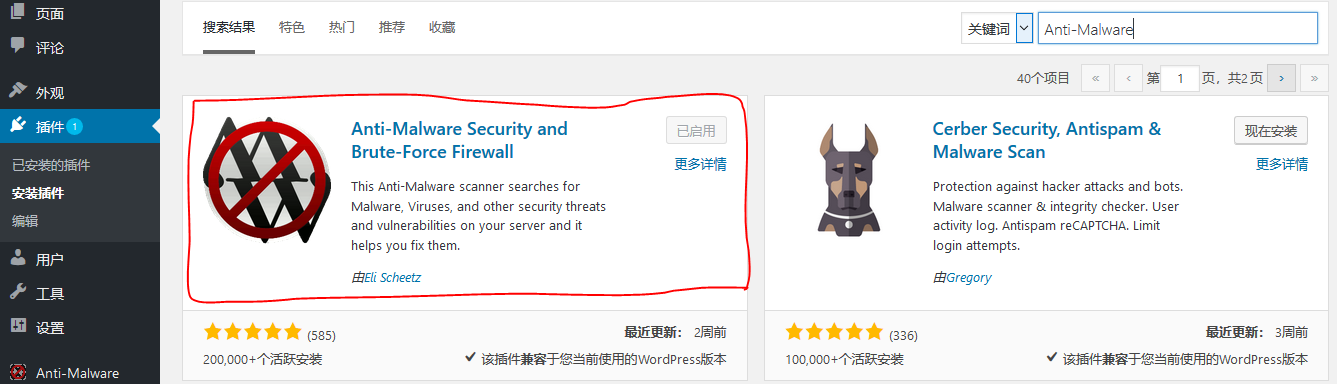 页面
评论
外观
插件 1
已安装的插件
安装插件
编辑
用户
工具
设置
Anti-Malware
搜索结果 特色 热门 推荐 收藏
关键词 Anti-Malware
40个项目 « ‹ 第 1 页，共2页 › »
Anti-Malware Security and
Brute-Force Firewall
已启用
更多详情
This Anti-Malware scanner searches for
Malware, Viruses, and other security threats
and vulnerabilities on your server and it
helps you fix them.
由Eli Scheetz
(585)
最近更新： 2周前
200,000+个活跃安装
该插件兼容于您当前使用的WordPress版本
Cerber Security, Antispam &
Malware Scan
现在安装
更多详情
Protection against hacker attacks and bots.
Malware scanner & integrity checker. User
activity log. Antispam reCAPTCHA. Limit
login attempts.
由Gregory
(336)
最近更新： 3周前
100,000+个活跃安装
该插件兼容于您当前使用的WordPress版本